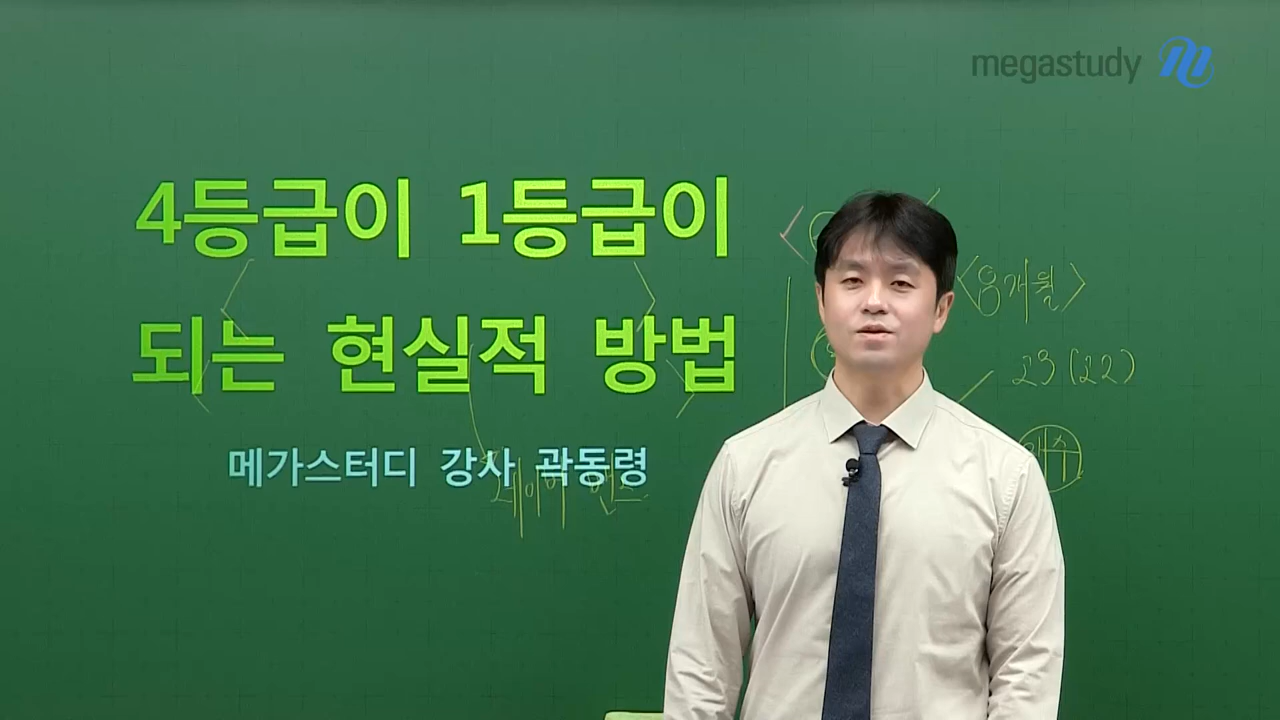 megastudy
4등급이 1등급이
되는 현실적 방법
메가스터디 강사 곽동령
<8개월>
23(22)